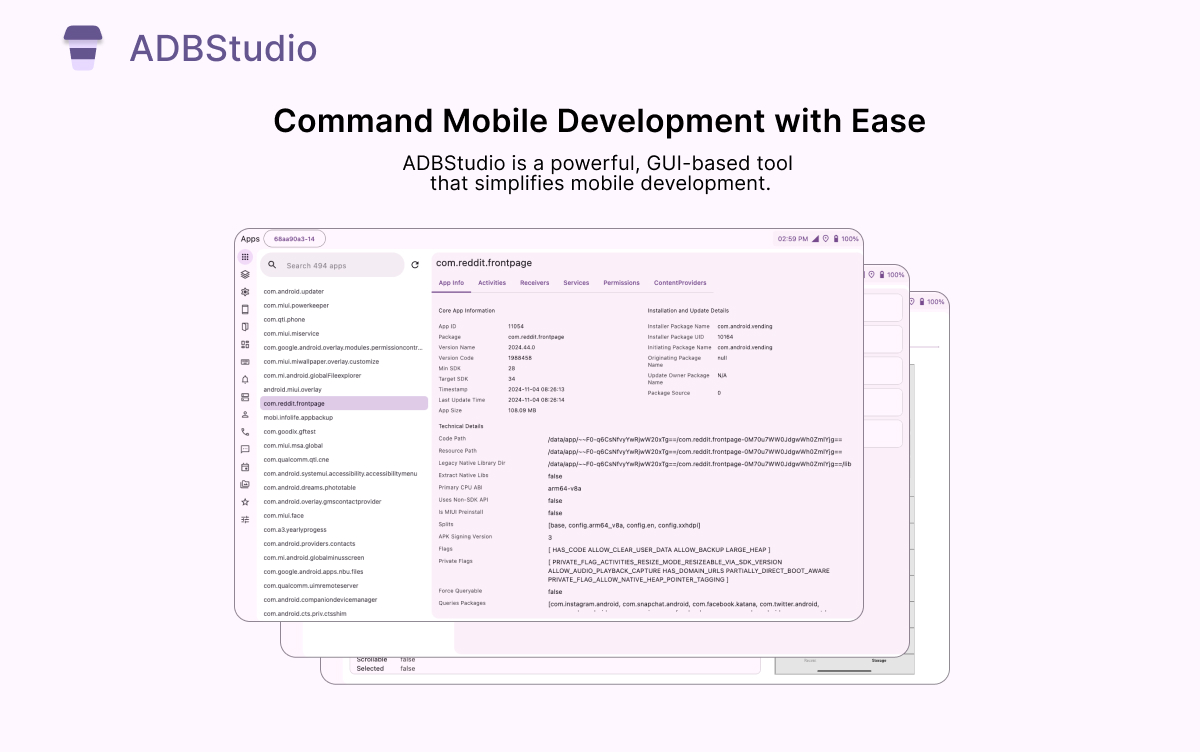 ADBStudio
Command Mobile Development with Ease
ADBStudio is a powerful, GUI-based tool
that simplifies mobile development.
Apps 68aa90a3-14
02:59 PM 100%
100%
100%
Search 494 apps
com.android.updater
com.miui.powerkeeper
com.qti.phone
com.miui.miservice
com.google.android.overlay.modules.permissioncontr...
com.miui.miwallpaper.overlay.customize
com.mi.android.globalFileexplorer
android.miui.overlay
com.reddit.frontpage
mobi.infolife.appbackup
com.goodix.gftest
com.miui.msa.global
com.qualcomm.qti.cne
com.android.systemui.accessibility.accessibilitymenu
com.android.dreams.phototable
com.android.overlay.gmscontactprovider
com.miui.face
com.a3.yearlyprogess
com.android.providers.contacts
com.mi.android.globalminusscreen
com.google.android.apps.nbu.files
com.qualcomm.uimremoteserver
com.android.companiondevicemanager
com.android.cts.priv.ctsshim
com.reddit.frontpage
App Info Activities Receivers Services Permissions ContentProviders
Core App Information
App ID 11054
Package com.reddit.frontpage
Version Name 2024.44.0
Version Code 1988458
Min SDK 28
Target SDK 34
Timestamp 2024-11-04 08:26:13
Last Update Time 2024-11-04 08:26:14
App Size 108.09 MB
Installation and Update Details
Installer Package Name com.android.vending
Installer Package UID 10164
Initiating Package Name com.android.vending
Originating Package Name null
Update Owner Package Name N/A
Package Source 0
Technical Details
Code Path /data/app/~~F0-q6CsNfvyYwRjwW20xTg==/com.reddit.frontpage-0M70u7WW0JdgwWh0ZmlYjg==
Resource Path /data/app/~~F0-q6CsNfvyYwRjwW20xTg==/com.reddit.frontpage-0M70u7WW0JdgwWh0ZmlYjg==
Legacy Native Library Dir /data/app/~~F0-q6CsNfvyYwRjwW20xTg==/com.reddit.frontpage-0M70u7WW0JdgwWh0ZmlYjg==/lib
Extract Native Libs false
Primary CPU ABI arm64-v8a
Uses Non-SDK API false
Is MIUI Preinstall false
Splits [base, config.arm64_v8a, config.en, config.xxhdpi]
APK Signing Version 3
Flags [ HAS_CODE ALLOW_CLEAR_USER_DATA ALLOW_BACKUP LARGE_HEAP ]
Private Flags [ PRIVATE_FLAG_ACTIVITIES_RESIZE_MODE_RESIZEABLE_VIA_SDK_VERSION
ALLOW_AUDIO_PLAYBACK_CAPTURE HAS_DOMAIN_URLS PARTIALLY_DIRECT_BOOT_AWARE
PRIVATE_FLAG_ALLOW_NATIVE_HEAP_POINTER_TAGGING ]
Force Queryable false
Queries Packages [com.instagram.android, com.snapchat.android, com.facebook.katana, com.twitter.android,
Scrollable false
Selected false
Storage